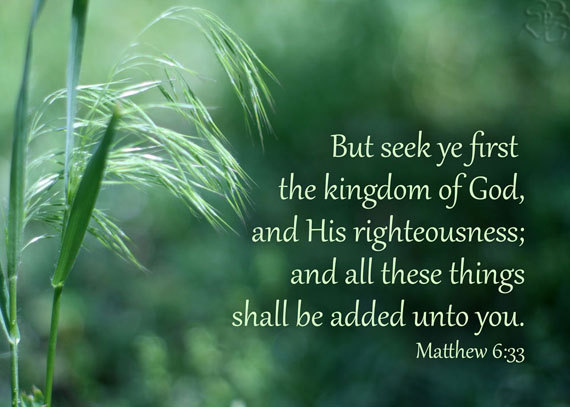 But seek ye first
the kingdom of God,
and His righteousness;
and all these things
shall be added unto you.
Matthew 6:33